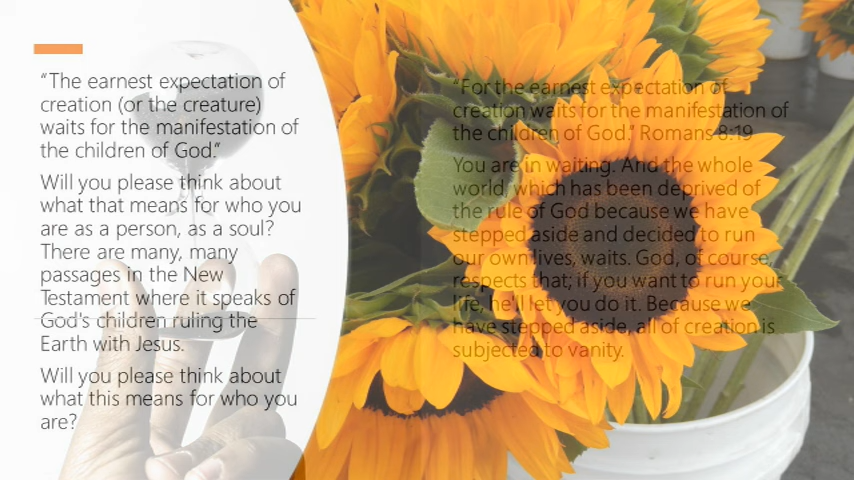 “The earnest expectation of
creation (or the creature)
waits for the manifestation of
the children of God.”
Will you please think about
what that means for who you
are as a person, as a soul?
There are many, many
passages in the New
Testament where it speaks of
God's children ruling the
Earth with Jesus.
Will you please think about
what this means for who you
are?
“For the earnest expectation of
creation waits for the manifestation of
the children of God.” Romans 8:19
You are in waiting. And the whole
world, which has been deprived of
the rule of God because we have
stepped aside and decided to run
our own lives, waits. God, of course,
respects that; if you want to run your
life, he'll let you do it. Because we
have stepped aside, all of creation is
subjected to vanity.